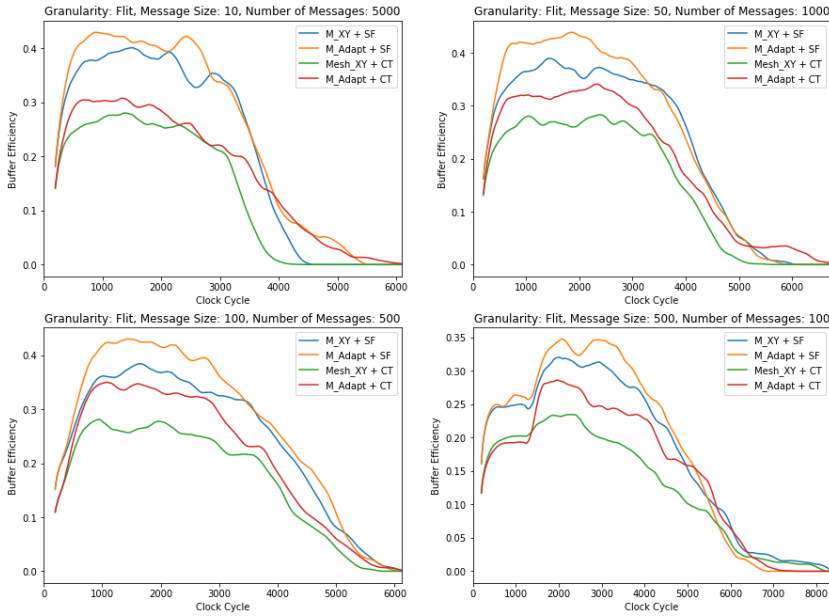 Granularity: Flit, Message Size: 10, Number of Messages: 5000
M_XY + SF
M_Adapt + SF
Mesh_XY + CT
M_Adapt + CT
Buffer Efficiency
0.4
0.3
0.2
0.1
0.0
0 1000 2000 3000 4000 5000 6000
Clock Cycle
Granularity: Flit, Message Size: 50, Number of Messages: 1000
M_XY + SF
M_Adapt + SF
Mesh_XY + CT
M_Adapt + CT
Buffer Efficiency
0.4
0.3
0.2
0.1
0.0
0 1000 2000 3000 4000 5000 6000
Clock Cycle
Granularity: Flit, Message Size: 100, Number of Messages: 500
M_XY + SF
M_Adapt + SF
Mesh_XY + CT
M_Adapt + CT
Buffer Efficiency
0.4
0.3
0.2
0.1
0.0
0 1000 2000 3000 4000 5000 6000
Clock Cycle
Granularity: Flit, Message Size: 500, Number of Messages: 100
M_XY + SF
M_Adapt + SF
Mesh_XY + CT
M_Adapt + CT
Buffer Efficiency
0.35
0.30
0.25
0.20
0.15
0.10
0.05
0.00
0 1000 2000 3000 4000 5000 6000 7000 8000
Clock Cycle